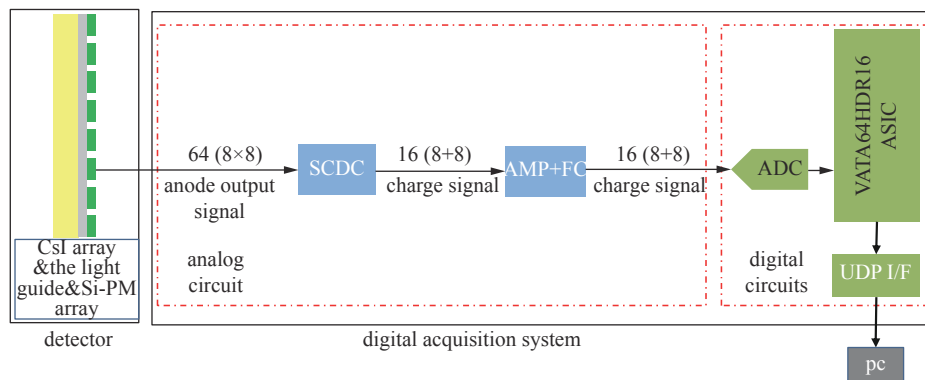 CsI array
&the light
guide&Si-PM
array
detector
64 (8×8)
anode output
signal
SCDC
16 (8+8)
charge signal
AMP+FC
16 (8+8)
charge signal
analog
circuit
ADC
VATA64HDR16
ASIC
digital
circuits
UDP I/F
digital acquisition system
pc